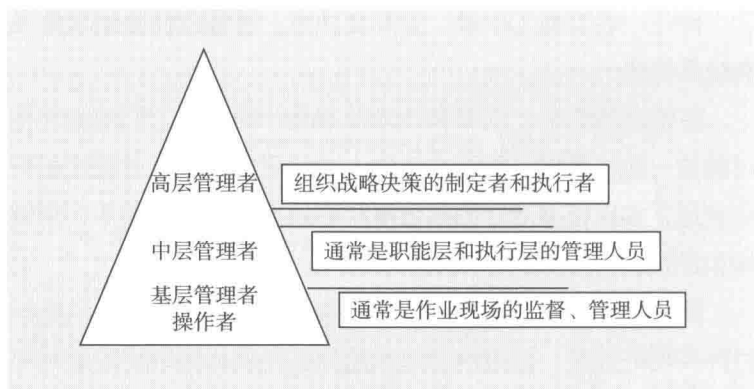 高层管理者 组织战略决策的制定者和执行者
中层管理者 通常是职能层和执行层的管理人员
基层管理者
操作者 通常是作业现场的监督、管理人员